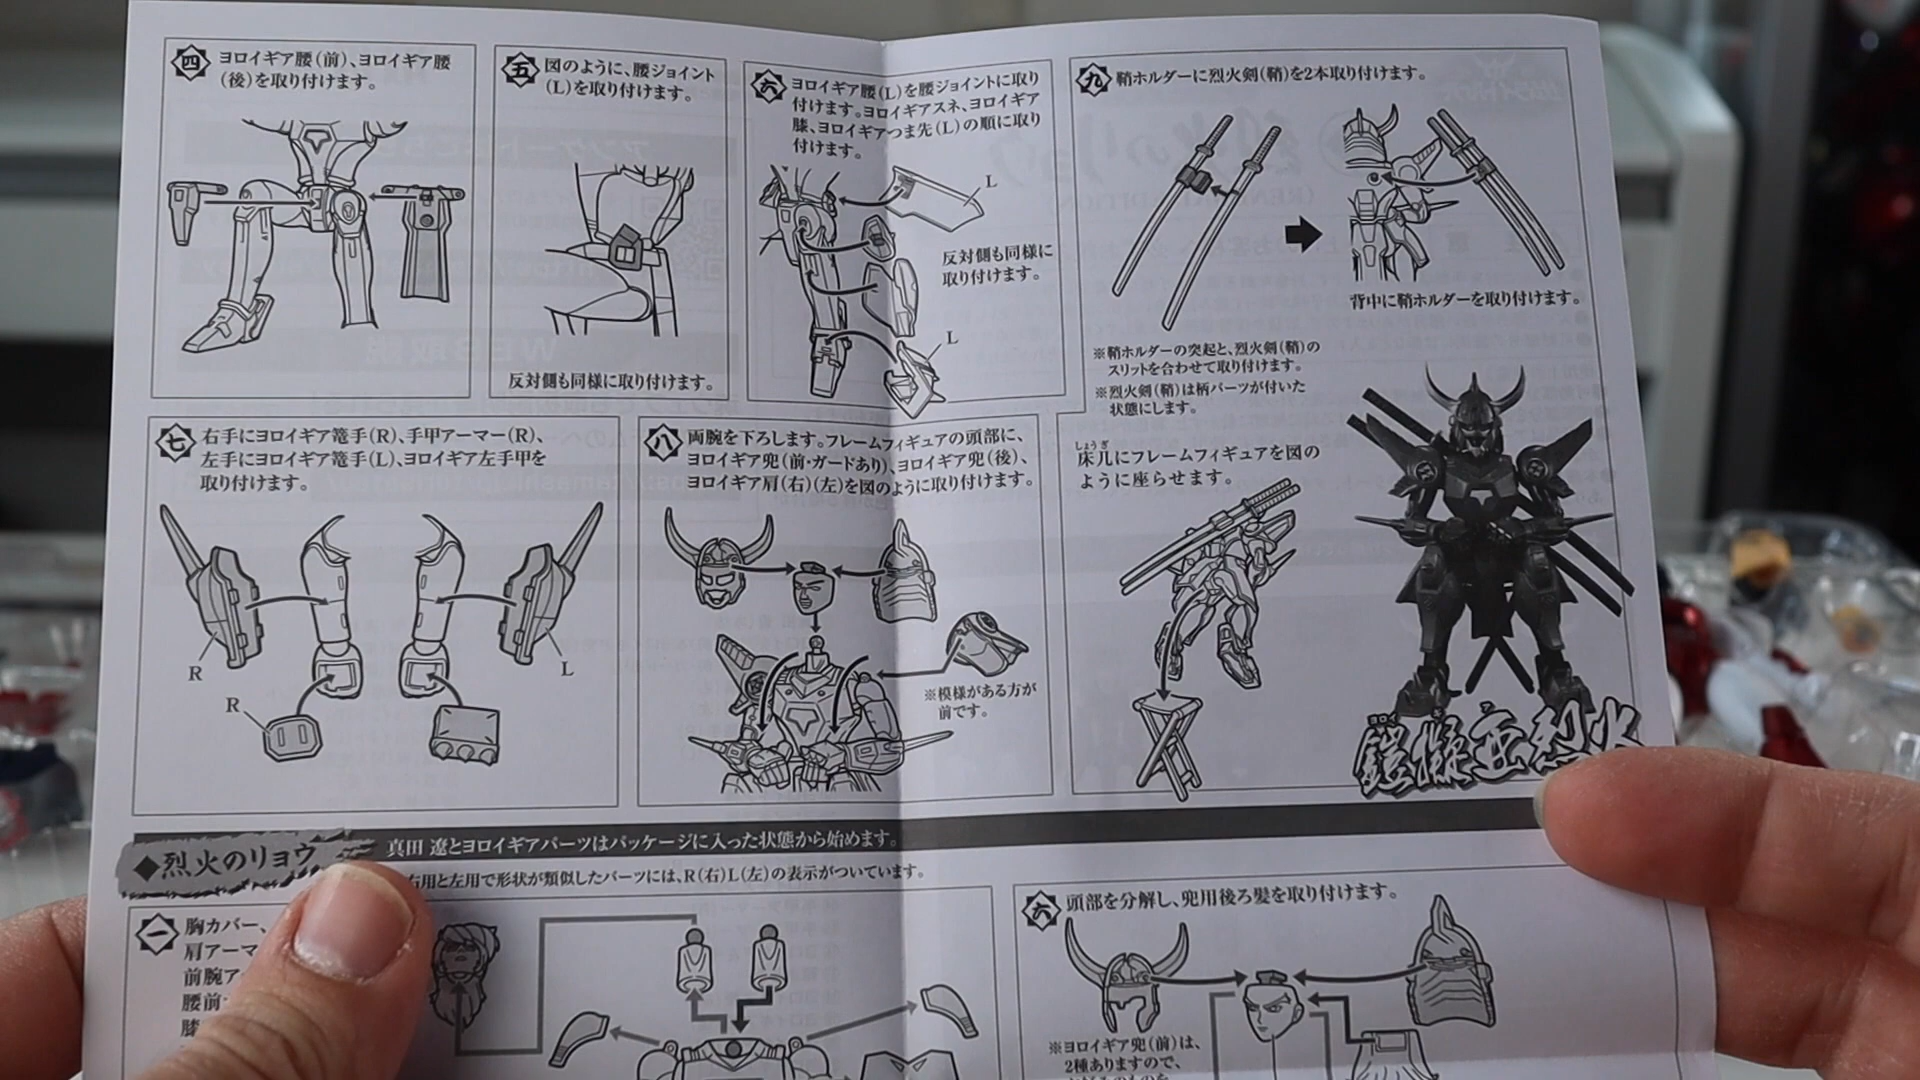 四
ヨロイギア腰(前)、ヨロイギア腰
(後)を取り付けます。
五
図のように、腰ジョイント
(L)を取り付けます。
反対側も同様に取り付けます。
六
ヨロイギア腰(L)を腰ジョイントに取り
付けます。ヨロイギアスネ、ヨロイギア
膝、ヨロイギアつま先(L)の順に取り
付けます。
L
反対側も同様に
取り付けます。
L
九
鞘ホルダーに烈火剣(鞘)を2本取り付けます。
背中に鞘ホルダーを取り付けます。
※鞘ホルダーの突起と、烈火剣(鞘)の
スリットを合わせて取り付けます。
※烈火剣(鞘)は柄パーツが付いた
状態にします。
しょうぎ
床几にフレームフィギュアを図の
ように座らせます。
鎧擬亜烈火
七
右手にヨロイギア篭手(R)、手甲アーマー(R)、
左手にヨロイギア篭手(L)、ヨロイギア左手甲を
取り付けます。
R
L
R
八
両腕を下ろします。フレームフィギュアの頭部に、
ヨロイギア兜(前・ガードあり)、ヨロイギア兜(後)、
ヨロイギア肩(右)(左)を図のように取り付けます。
※模様がある方が
前です。
◆烈火のリョウ
真田 遼とヨロイギアパーツはパッケージに入った状態から始めます。
右用と左用で形状が類似したパーツには、R(右)L(左)の表示がついています。
一
胸カバー、
肩アーマ
前腕ア
腰前
膝
六
頭部を分解し、兜用後ろ髪を取り付けます。
※ヨロイギア兜(前)は、
2種ありますので、